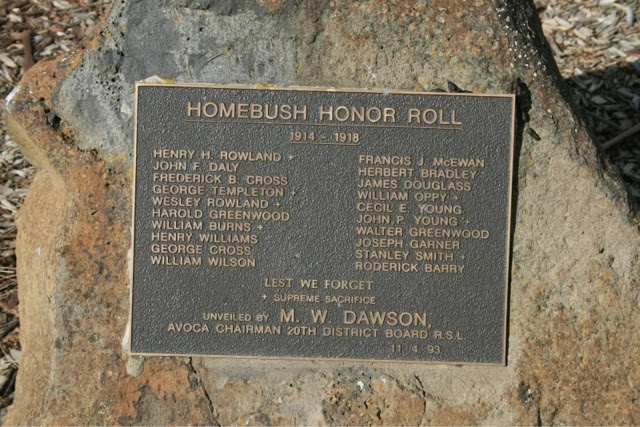 HOMEBUSH HONOR ROLL
1914 - 1918
HENRY H. ROWLAND +
JOHN F. DALY
FREDERICK B. CROSS
GEORGE TEMPLETON +
WESLEY ROWLAND +
HAROLD GREENWOOD
WILLIAM BURNS +
HENRY WILLIAMS
GEORGE CROSS
WILLIAM WILSON
FRANCIS J. McEWAN
HERBERT BRADLEY
JAMES DOUGLASS
WILLIAM OPPY +
CECIL E. YOUNG
JOHN P. YOUNG +
WALTER GREENWOOD
JOSEPH GARNER
STANLEY SMITH +
RODERICK BARRY
LEST WE FORGET
+ SUPREME SACRIFICE
UNVEILED BY M. W. DAWSON,
AVOCA CHAIRMAN 20TH DISTRICT BOARD R.S.L.
11. 4. 93.